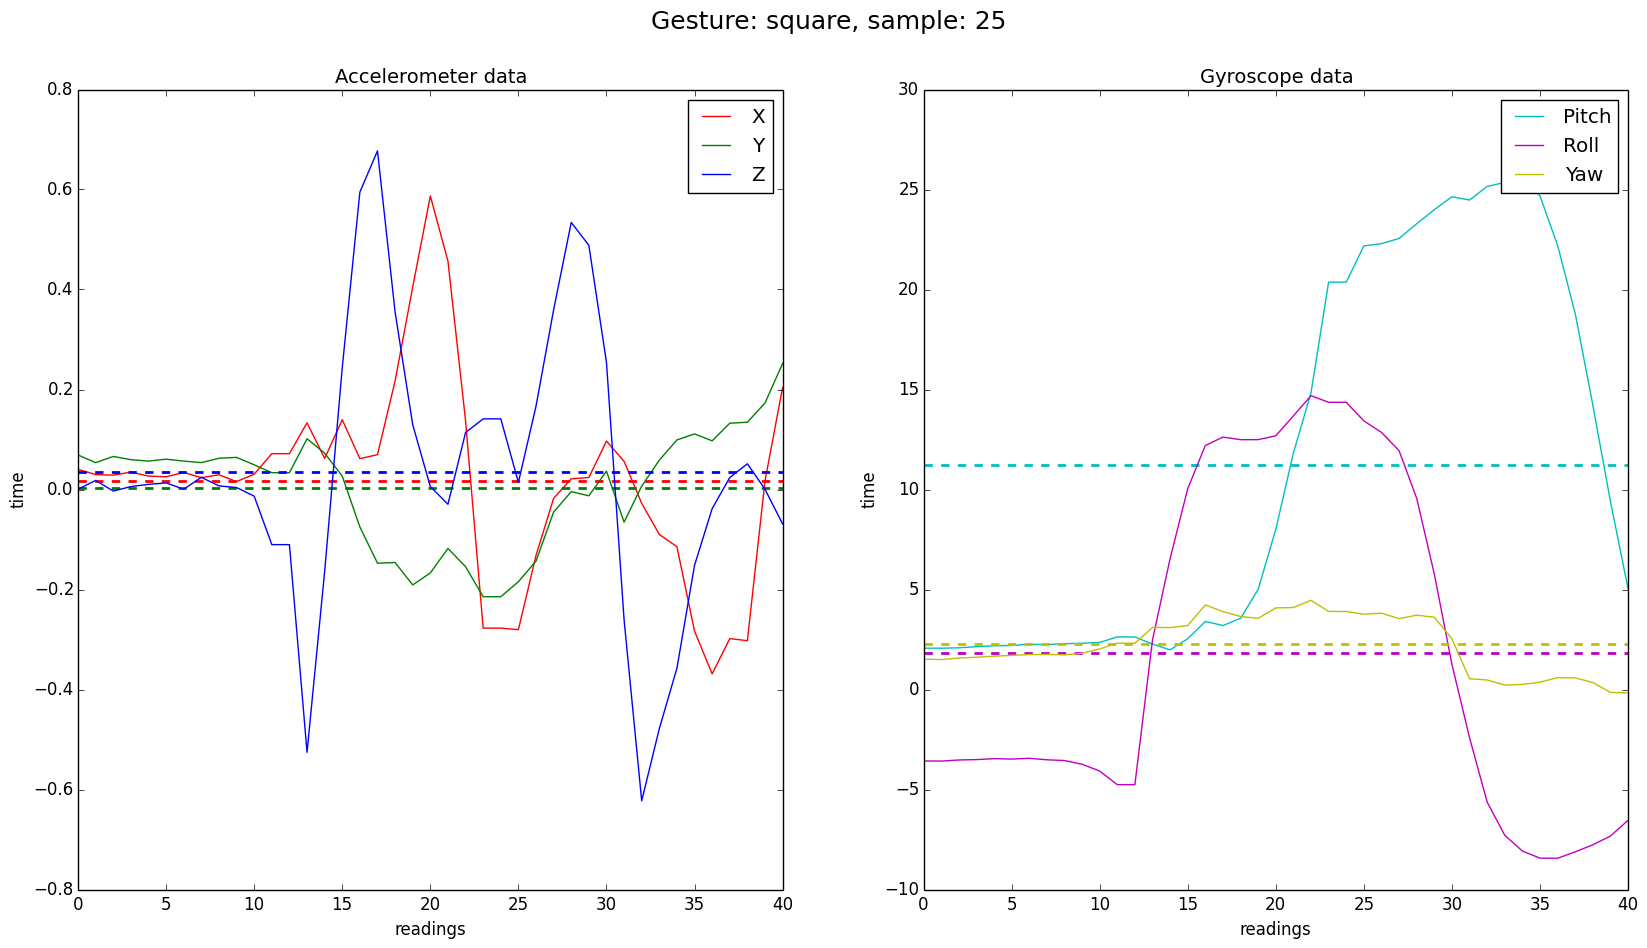 Gesture: square, sample: 25
Accelerometer data
0.8
0.6
0.4
0.2
0.0
−0.2
−0.4
−0.6
−0.8
time
0 5 10 15 20 25 30 35 40
readings
X
Y
Z
Gyroscope data
30
25
20
15
10
5
0
−5
−10
time
0 5 10 15 20 25 30 35 40
readings
Pitch
Roll
Yaw